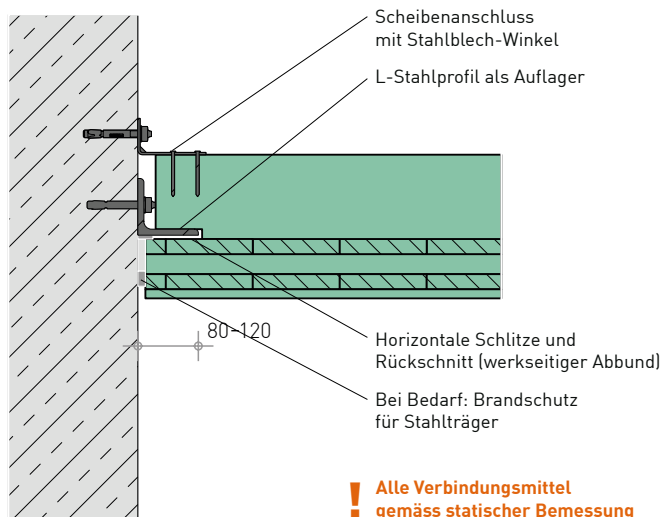 Scheibenanschluss
mit Stahlblech-Winkel
L-Stahlprofil als Auflager
80-120
Horizontale Schlitze und
Rückschnitt (werkseitiger Abbund)
Bei Bedarf: Brandschutz
für Stahlträger
! Alle Verbindungsmittel
gemäss statischer Bemessung